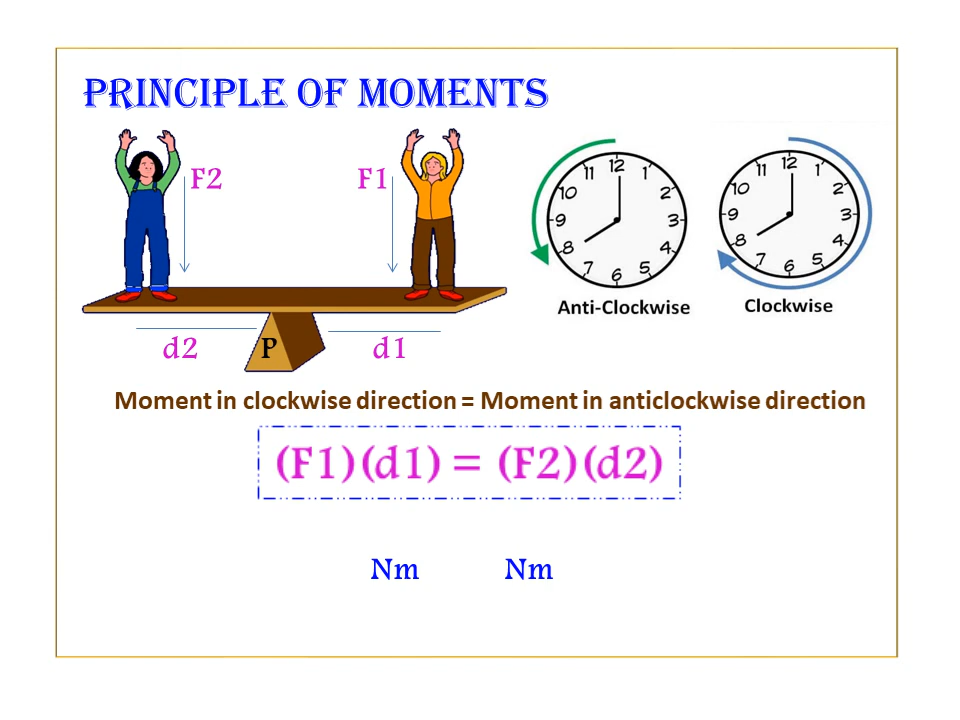 PRINCIPLE OF MOMENTS
F2 F1
d2 P d1
12 1 2 3 4 5 6 7 8 9 10 11
12 1 2 3 4 5 6 7 8 9 10 11
Anti-Clockwise Clockwise
Moment in clockwise direction = Moment in anticlockwise direction
(F1)(d1) = (F2)(d2)
Nm Nm